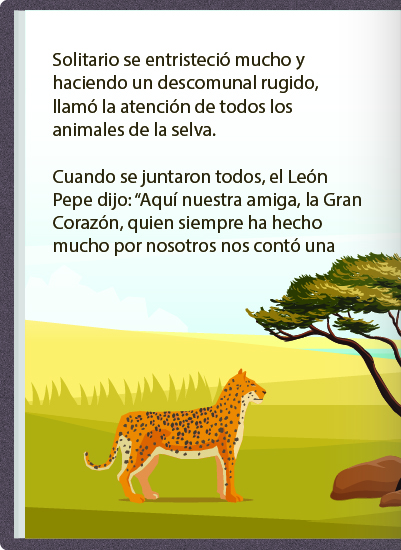 Solitario se entristeció mucho y
haciendo un descomunal rugido,
llamó la atención de todos los
animales de la selva.
Cuando se juntaron todos, el León
Pepe dijo: “Aquí nuestra amiga, la Gran
Corazón, quien siempre ha hecho
mucho por nosotros nos contó una